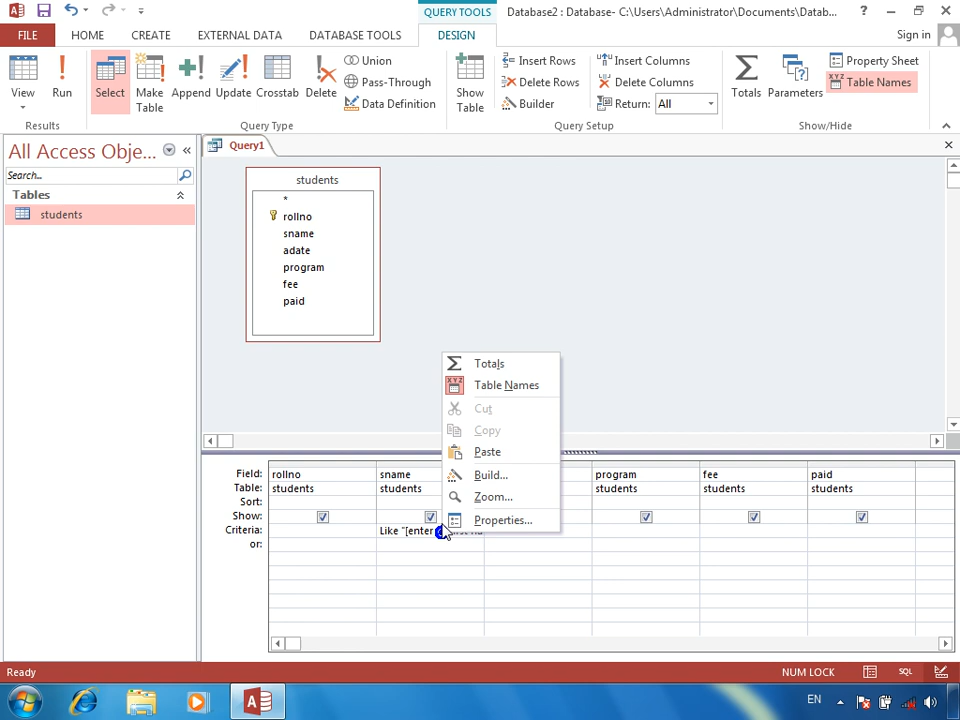 QUERY TOOLS
Database2 : Database- C:\Users\Administrator\Documents\Datab...
?
FILE
HOME
CREATE
EXTERNAL DATA
DATABASE TOOLS
DESIGN
Sign in
View
Run
Select
Make Table
Append
Update
Crosstab
Delete
Union
Pass-Through
Data Definition
Show Table
Insert Rows
Delete Rows
Builder
Insert Columns
Delete Columns
Return: All
Totals
Parameters
Property Sheet
XYZ Table Names
Results
Query Type
Query Setup
Show/Hide
All Access Obje...
Search...
Tables
students
Query1
students
*
rollno
sname
adate
program
fee
paid
Totals
XYZ Table Names
Cut
Copy
Paste
Build...
Zoom...
Properties...
Field: rollno sname program fee paid
Table: students students students students students
Sort:
Show:
Criteria: Like "[enter
or:
Ready
NUM LOCK
SQL
EN